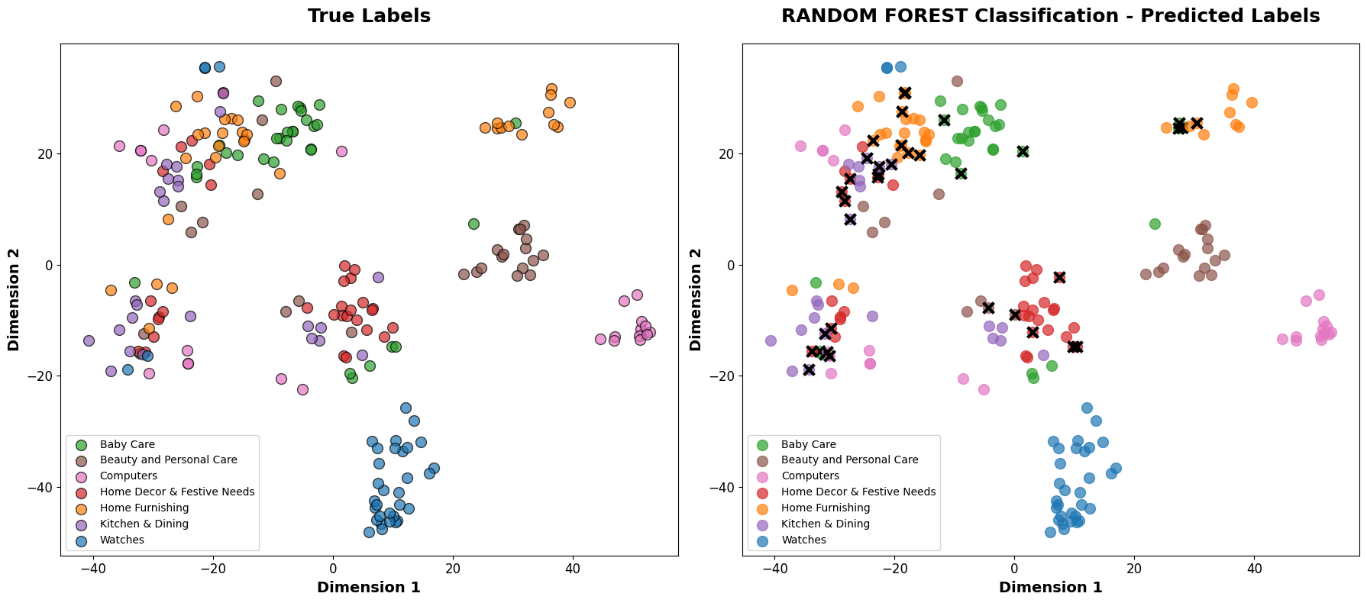 True Labels
RANDOM FOREST Classification - Predicted Labels
Dimension 2
20
0
−20
−40
−40
−20
0
20
40
Dimension 1
Baby Care
Beauty and Personal Care
Computers
Home Decor & Festive Needs
Home Furnishing
Kitchen & Dining
Watches
Dimension 2
20
0
−20
−40
−40
−20
0
20
40
Dimension 1
Baby Care
Beauty and Personal Care
Computers
Home Decor & Festive Needs
Home Furnishing
Kitchen & Dining
Watches